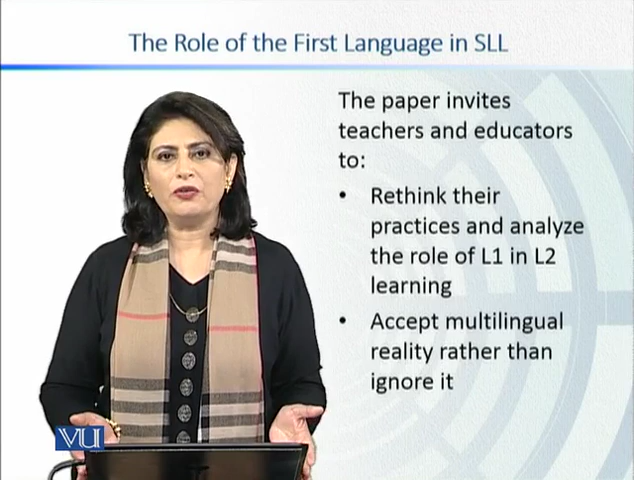 The Role of the First Language in SLL
The paper invites
teachers and educators
to:
• Rethink their
practices and analyze
the role of L1 in L2
learning
• Accept multilingual
reality rather than
ignore it
VU